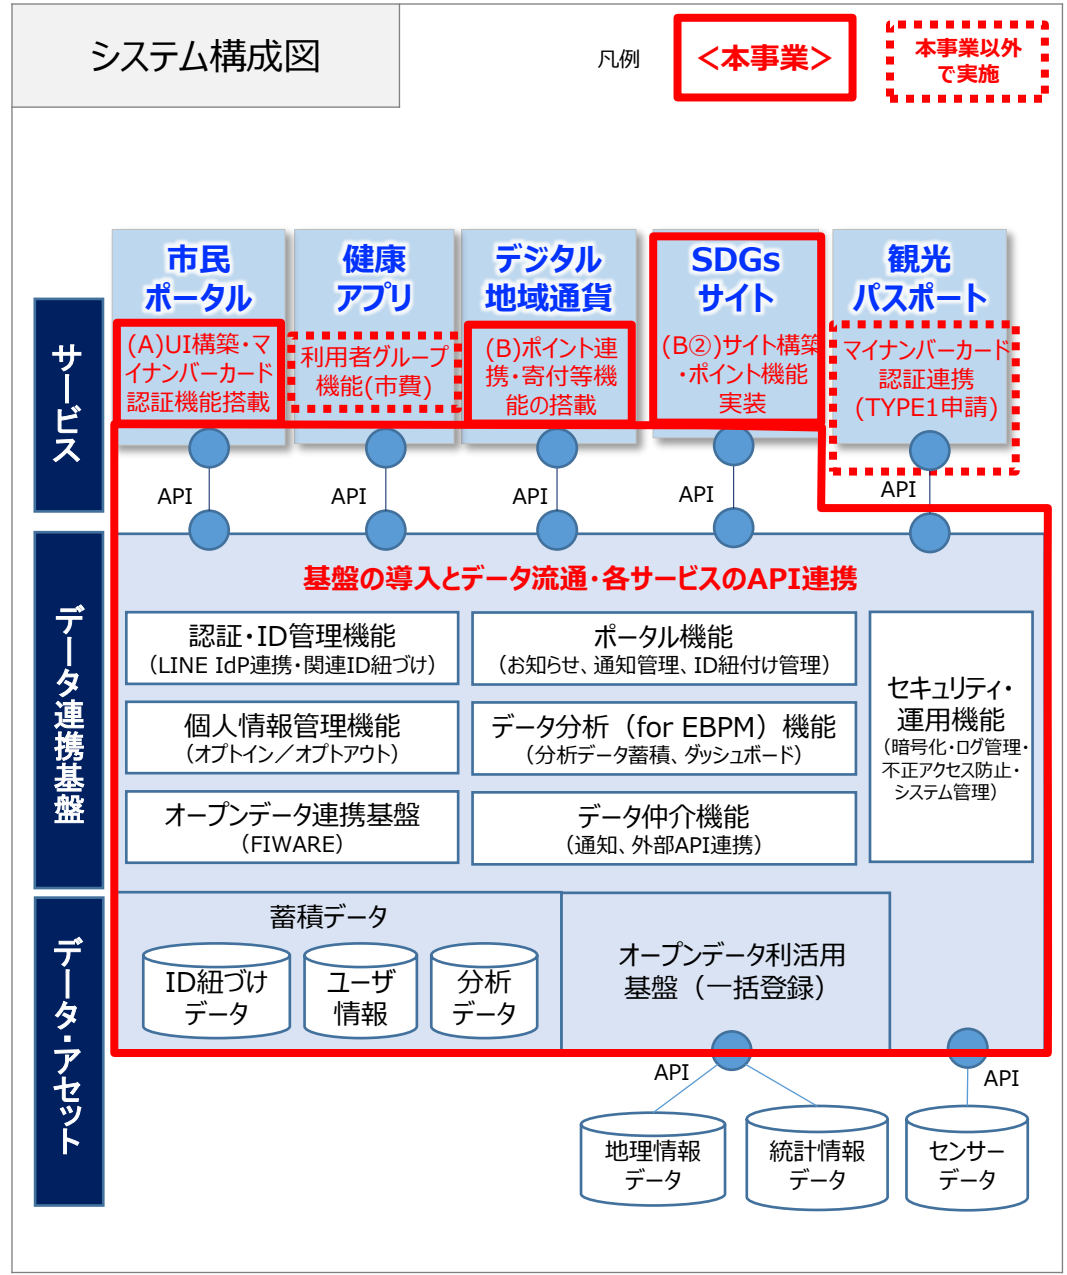 システム構成図
凡例
＜本事業＞
本事業以外
で実施
サービス
市民
ポータル
(A)UI構築・マ
イナンバーカード
認証機能搭載
健康
アプリ
利用者グループ
機能(市費)
デジタル
地域通貨
(B)ポイント連
携・寄付等機
能の搭載
SDGs
サイト
(B②)サイト構築
・ポイント機能
実装
観光
パスポート
マイナンバーカード
認証連携
(TYPE1申請)
API
API
API
API
API
データ連携基盤
基盤の導入とデータ流通・各サービスのAPI連携
認証・ID管理機能
（LINE IdP連携・関連ID紐づけ）
ポータル機能
（お知らせ、通知管理、ID紐付け管理）
個人情報管理機能
（オプトイン／オプトアウト）
データ分析（for EBPM）機能
（分析データ蓄積、ダッシュボード）
オープンデータ連携基盤
（FIWARE）
データ仲介機能
（通知、外部API連携）
セキュリティ・
運用機能
（暗号化・ログ管理・
不正アクセス防止・
システム管理）
データ・アセット
蓄積データ
ID紐づけ
データ
ユーザ
情報
分析
データ
オープンデータ利活用
基盤（一括登録）
API
API
地理情報
データ
統計情報
データ
センサー
データ